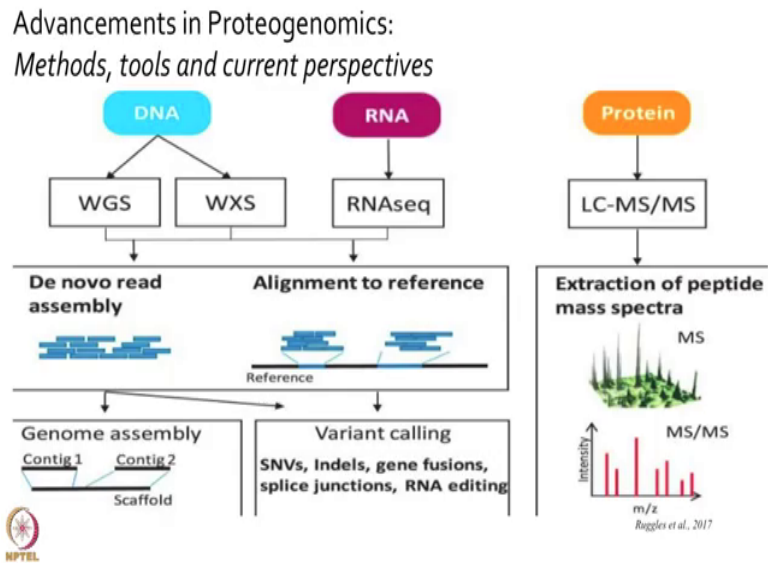 Advancements in Proteogenomics:
Methods, tools and current perspectives
DNA
RNA
Protein
WGS
WXS
RNAseq
LC-MS/MS
De novo read
assembly
Alignment to reference
Reference
Extraction of peptide
mass spectra
MS
MS/MS
Intensity
m/z
Genome assembly
Contig 1
Contig 2
Scaffold
Variant calling
SNVs, Indels, gene fusions,
splice junctions, RNA editing
Ruggles et al., 2017
NPTEL